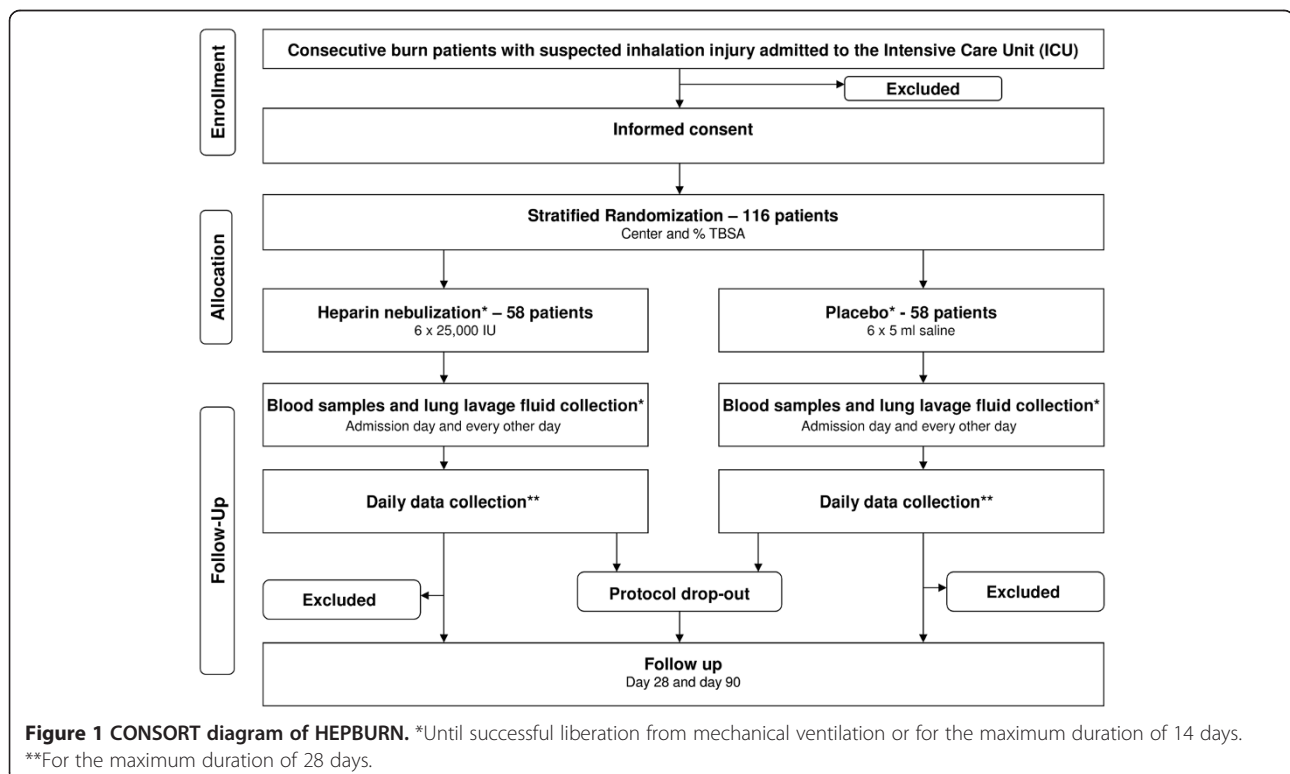 Enrollment
Consecutive burn patients with suspected inhalation injury admitted to the Intensive Care Unit (ICU)
Excluded
Informed consent
Allocation
Stratified Randomization – 116 patients
Center and % TBSA
Heparin nebulization* – 58 patients
6 x 25,000 IU
Placebo* - 58 patients
6 x 5 ml saline
Follow-Up
Blood samples and lung lavage fluid collection*
Admission day and every other day
Blood samples and lung lavage fluid collection*
Admission day and every other day
Daily data collection**
Daily data collection**
Excluded
Protocol drop-out
Excluded
Follow up
Day 28 and day 90
Figure 1 CONSORT diagram of HEPBURN. *Until successful liberation from mechanical ventilation or for the maximum duration of 14 days.
**For the maximum duration of 28 days.